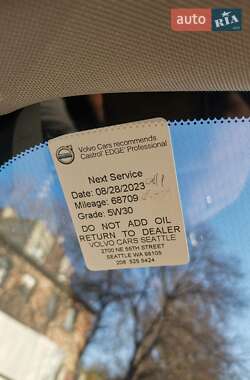 auto RIA
Volvo Cars recommends
Castrol EDGE Professional
Next Service
Date: 08/28/2023
Mileage: 68709
Grade: 5W30
DO NOT ADD OIL
RETURN TO DEALER
VOLVO CARS SEATTLE
2700 NE 55TH STREET
SEATTLE WA 98105
206 525 5424